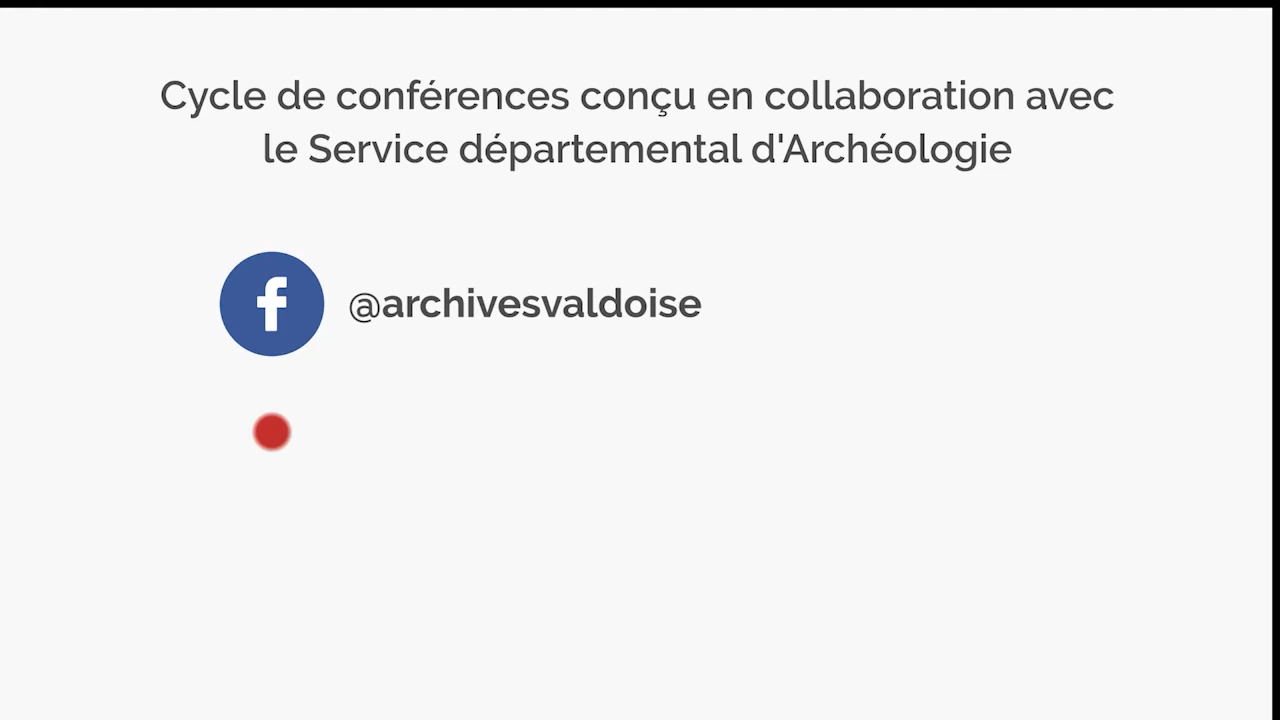 Cycle de conférences conçu en collaboration avec
le Service départemental d'Archéologie
@archivesvaldoise